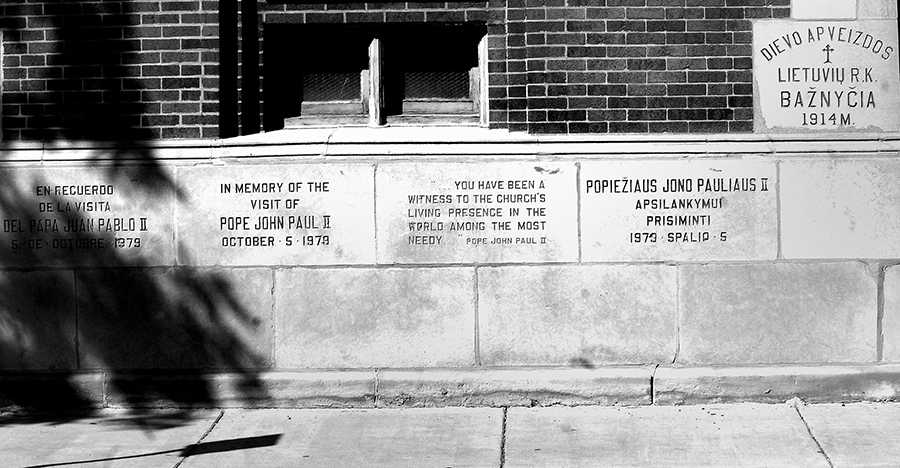 DIEVO APVEIZDOS
LIETUVIŲ R.K.
BAŽNYČIA
1914 M.
EN RECUERDO
DE LA VISITA
DEL PAPA JUAN PABLO II
5 DE OCTOBRE 1979
IN MEMORY OF THE
VISIT OF
POPE JOHN PAUL II
OCTOBER 5 1979
"... YOU HAVE BEEN A
WITNESS TO THE CHURCH'S
LIVING PRESENCE IN THE
WORLD AMONG THE MOST
NEEDY..." POPE JOHN PAUL II
POPIEŽIAUS JONO PAULIAUS II
APSILANKYMUI
PRISIMINTI
1979 SPALIO 5